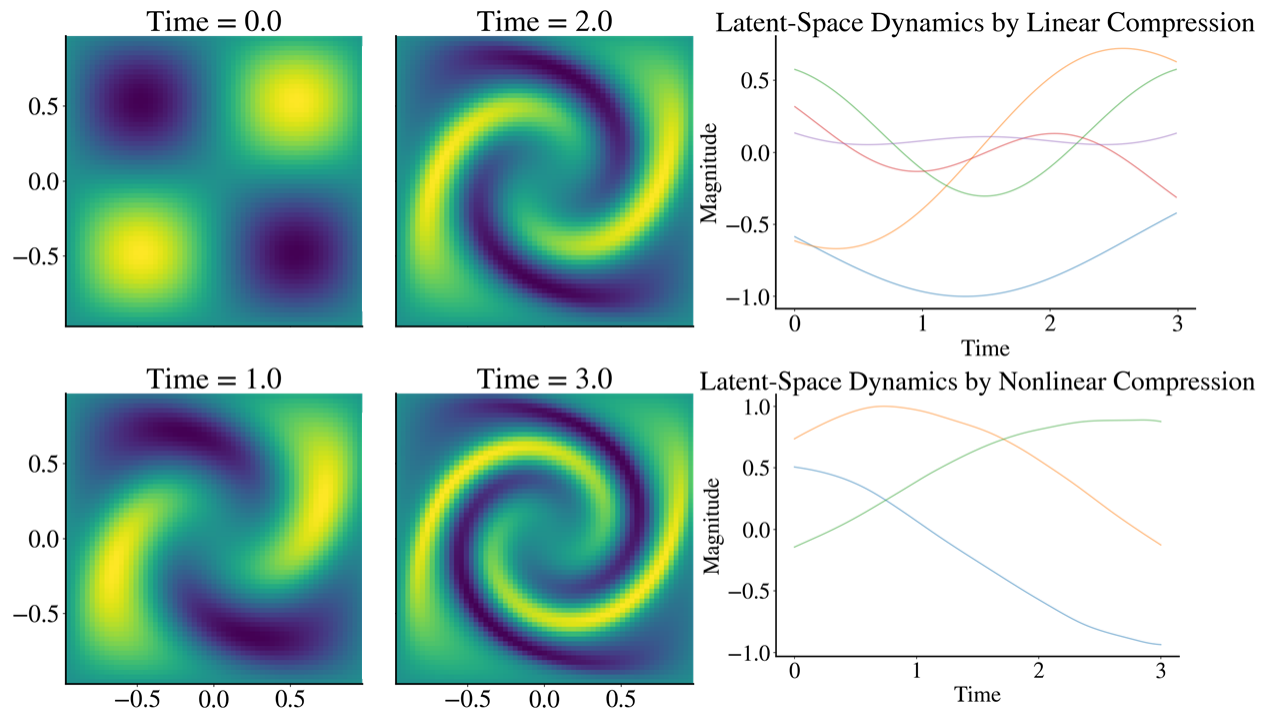 Time = 0.0
0.5
0.0
−0.5
Time = 2.0
Latent-Space Dynamics by Linear Compression
Magnitude
0.5
0.0
−0.5
−1.0
0 1 2 3
Time
Time = 1.0
0.5
0.0
−0.5
−0.5 0.0 0.5
Time = 3.0
−0.5 0.0 0.5
Latent-Space Dynamics by Nonlinear Compression
Magnitude
1.0
0.5
0.0
−0.5
−1.0
0 1 2 3
Time